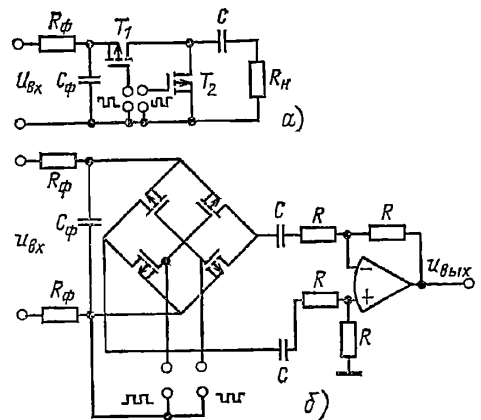 Rф T₁ C
Uвх Cф T₂ Rн
а)
Rф
Cф C R R
uвх − uвых
R +
Rф R
C
б)